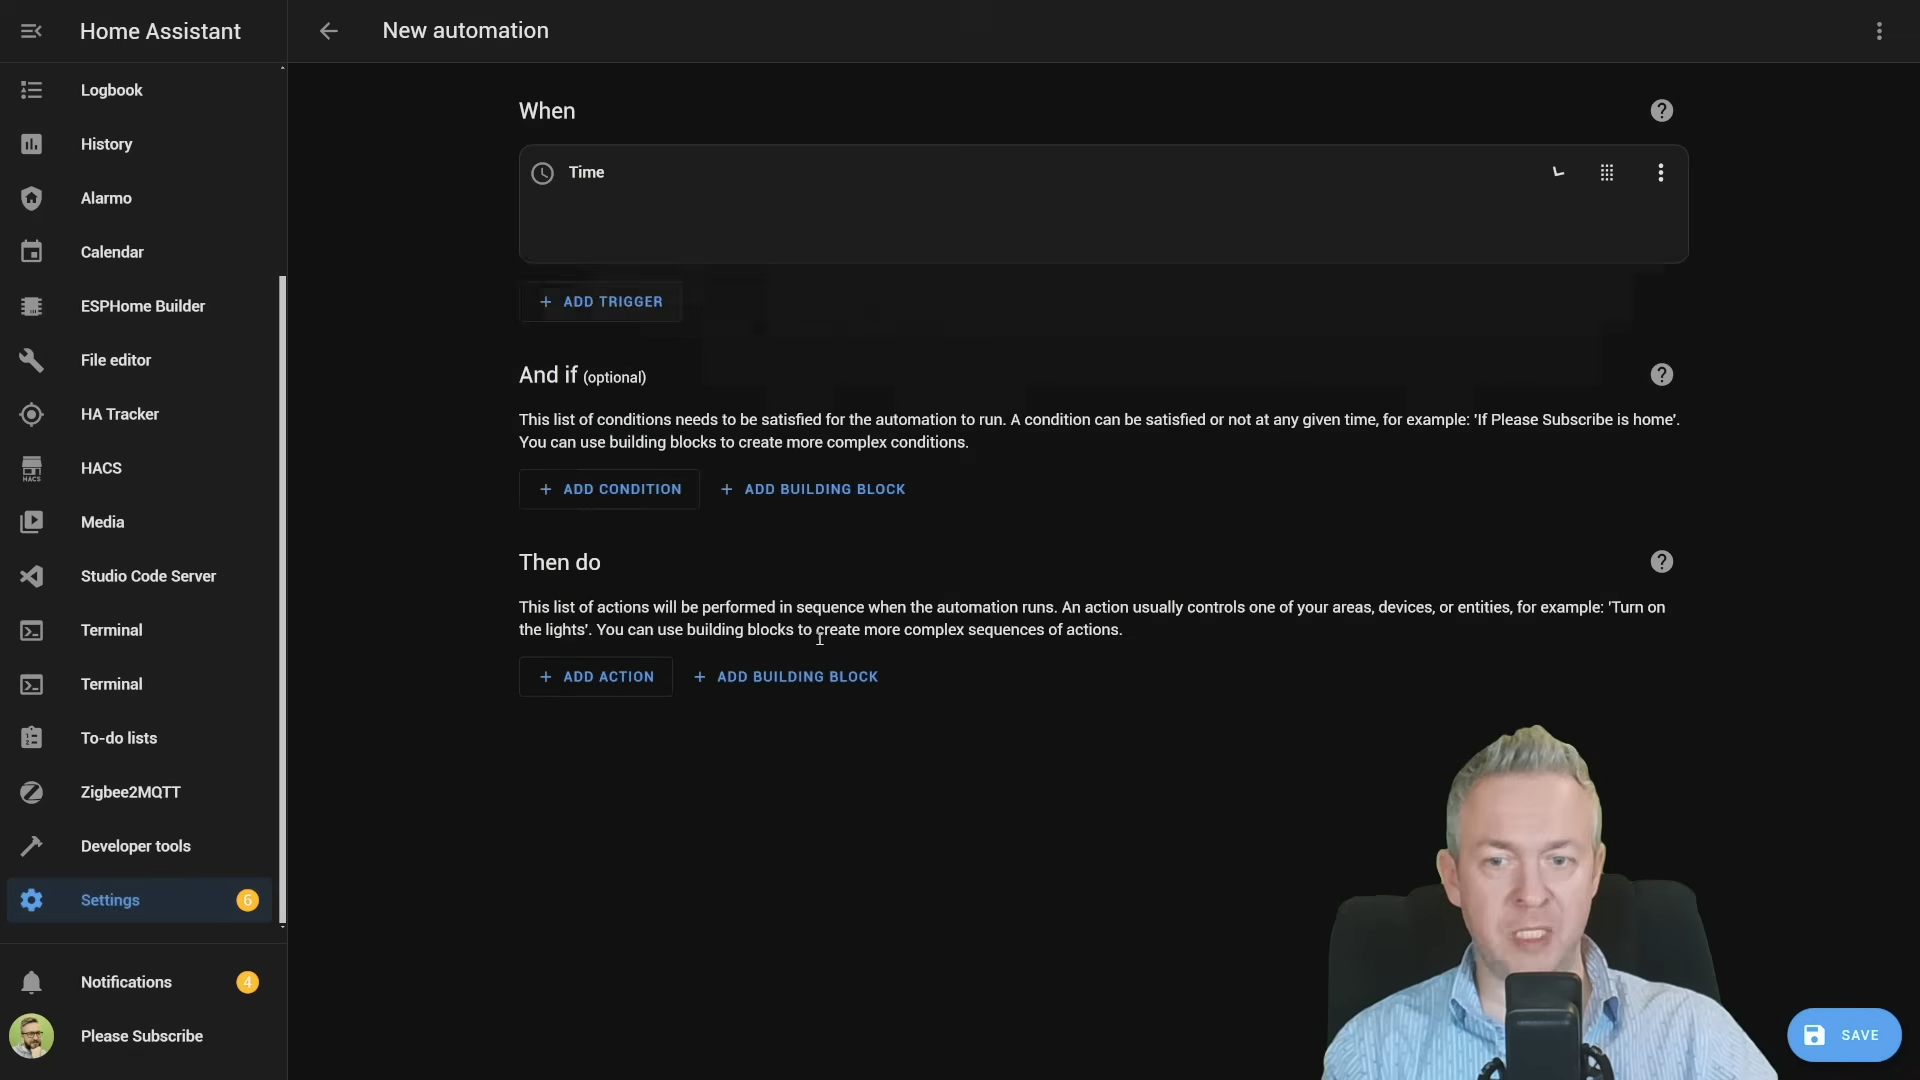 Home Assistant
New automation
Logbook
History
Alarmo
Calendar
ESPHome Builder
File editor
HA Tracker
HACS
HACS
Media
Studio Code Server
Terminal
Terminal
To-do lists
Zigbee2MQTT
Developer tools
Settings
6
Notifications
4
Please Subscribe
When
Time
+ ADD TRIGGER
And if (optional)
This list of conditions needs to be satisfied for the automation to run. A condition can be satisfied or not at any given time, for example: 'If Please Subscribe is home'.
You can use building blocks to create more complex conditions.
+ ADD CONDITION + ADD BUILDING BLOCK
Then do
This list of actions will be performed in sequence when the automation runs. An action usually controls one of your areas, devices, or entities, for example: 'Turn on
the lights'. You can use building blocks to create more complex sequences of actions.
+ ADD ACTION + ADD BUILDING BLOCK
SAVE